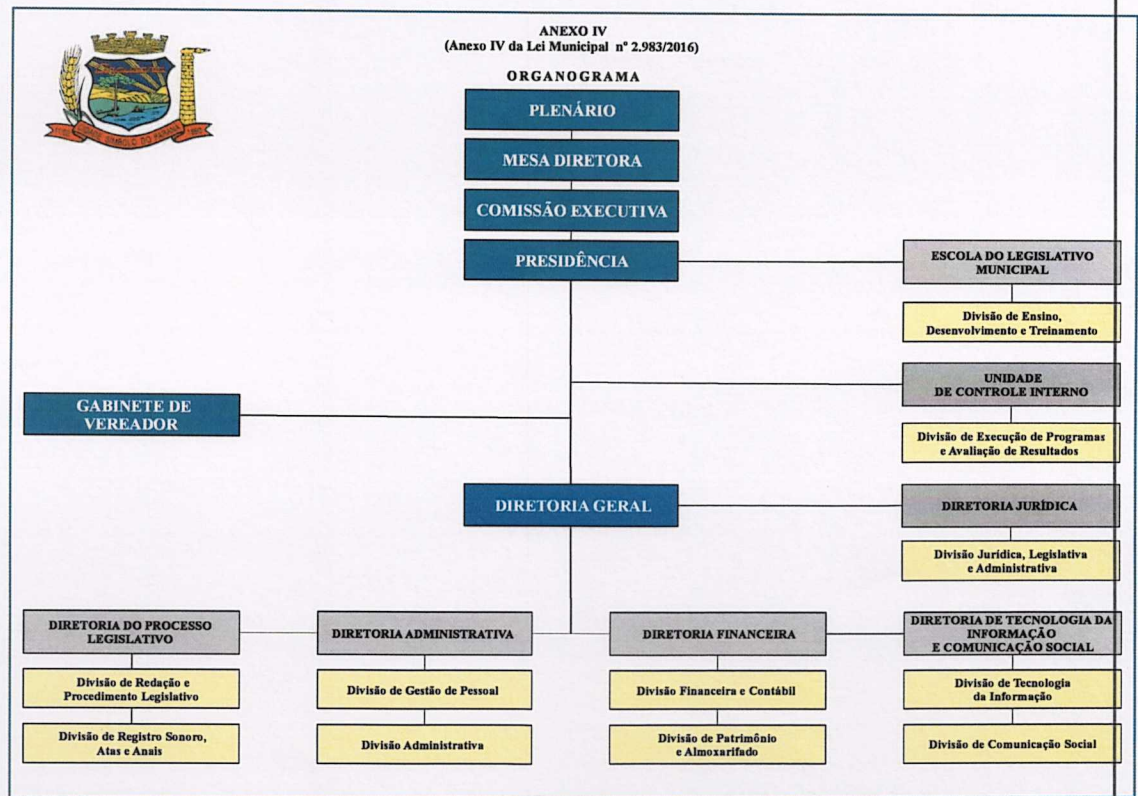 ANEXO IV
(Anexo IV da Lei Municipal nº 2.983/2016)
ORGANOGRAMA
PLENÁRIO
MESA DIRETORA
COMISSÃO EXECUTIVA
PRESIDÊNCIA
ESCOLA DO LEGISLATIVO
MUNICIPAL
Divisão de Ensino,
Desenvolvimento e Treinamento
UNIDADE
DE CONTROLE INTERNO
Divisão de Execução de Programas
e Avaliação de Resultados
GABINETE DE
VEREADOR
DIRETORIA GERAL
DIRETORIA JURÍDICA
Divisão Jurídica, Legislativa
e Administrativa
DIRETORIA DO PROCESSO
LEGISLATIVO
Divisão de Redação e
Procedimento Legislativo
Divisão de Registro Sonoro,
Atas e Anais
DIRETORIA ADMINISTRATIVA
Divisão de Gestão de Pessoal
Divisão Administrativa
DIRETORIA FINANCEIRA
Divisão Financeira e Contábil
Divisão de Patrimônio
e Almoxarifado
DIRETORIA DE TECNOLOGIA DA
INFORMAÇÃO
E COMUNICAÇÃO SOCIAL
Divisão de Tecnologia
da Informação
Divisão de Comunicação Social
CIDADE SÍMBOLO DO PARANÁ